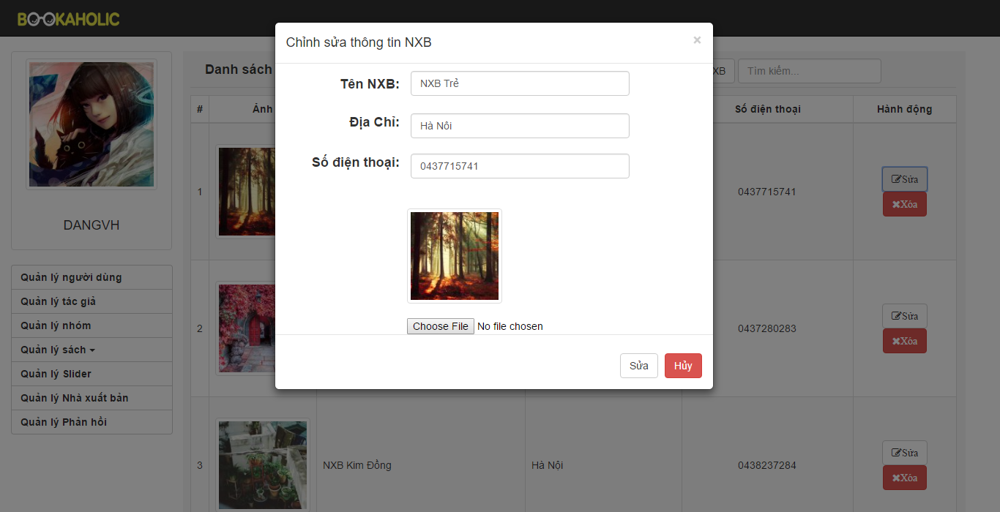 BOOKAHOLIC
Chỉnh sửa thông tin NXB
×
Tên NXB:
NXB Trẻ
Địa Chỉ:
Hà Nôi
Số điện thoại:
0437715741
Choose File No file chosen
Sửa
Hủy
DANGVH
Quản lý người dùng
Quản lý tác giả
Quản lý nhóm
Quản lý sách
Quản lý Slider
Quản lý Nhà xuất bản
Quản lý Phản hồi
Danh sách
XB
Tìm kiếm...
# Ảnh Số điện thoại Hành động
1 0437715741 Sửa
Xóa
2 0437280283 Sửa
Xóa
3 NXB Kim Đồng Hà Nội 0438237284 Sửa
Xóa